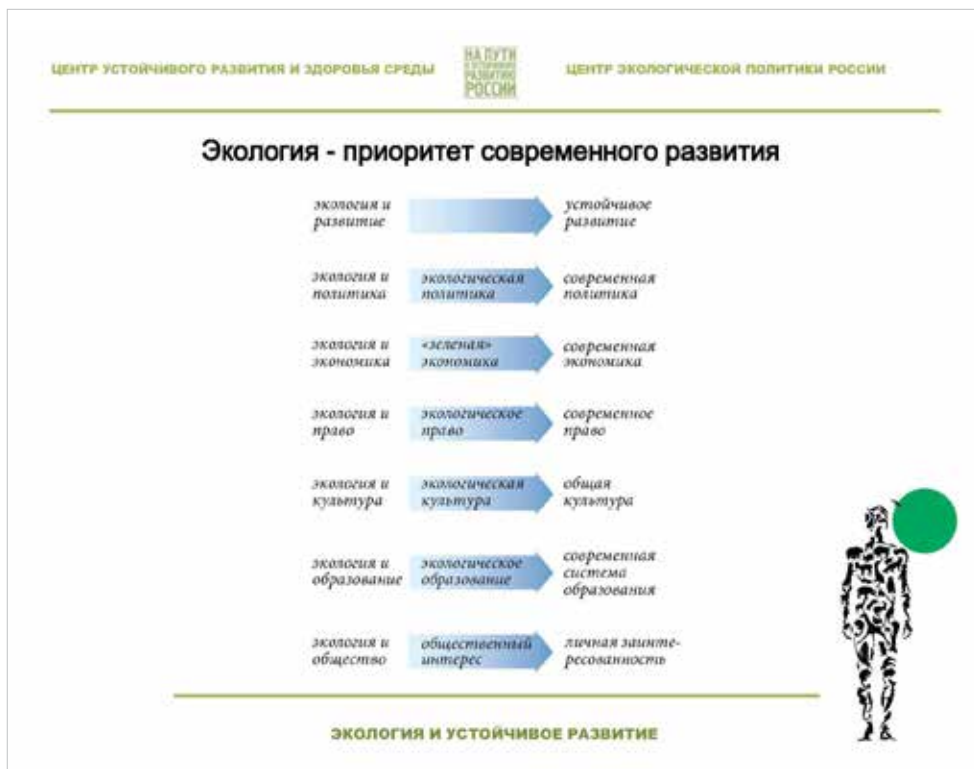 ЦЕНТР УСТОЙЧИВОГО РАЗВИТИЯ И ЗДОРОВЬЯ СРЕДЫ
НА ПУТИ
К УСТОЙЧИВОМУ
РАЗВИТИЮ
РОССИИ
ЦЕНТР ЭКОЛОГИЧЕСКОЙ ПОЛИТИКИ РОССИИ
Экология - приоритет современного развития
экология и
развитие
устойчивое
развитие
экология и
политика
экологическая
политика
современная
политика
экология и
экономика
«зеленая»
экономика
современная
экономика
экология и
право
экологическое
право
современное
право
экология и
культура
экологическая
культура
общая
культура
экология и
образование
экологическое
образование
современная
система
образования
экология и
общество
общественный
интерес
личная заинте-
ресованность
ЭКОЛОГИЯ И УСТОЙЧИВОЕ РАЗВИТИЕ